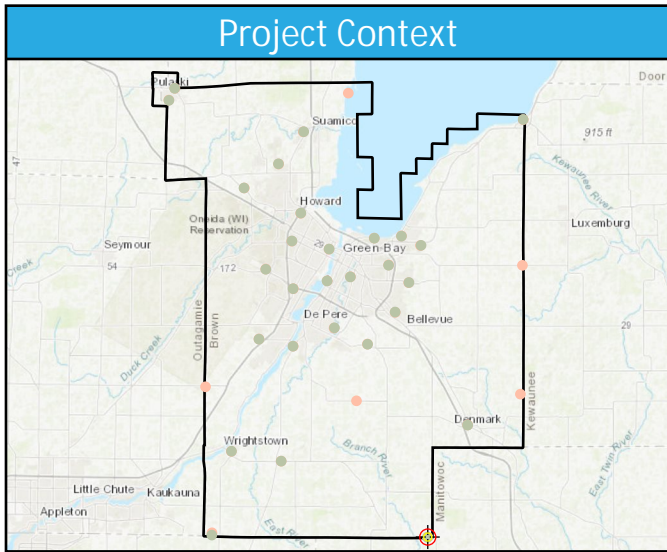 Project Context
Pulaski
Door
Suamico
915 ft
47
Kewaunee River
Howard
Oneida (WI)
Reservation
Luxemburg
Seymour
29
Green Bay
Creek
54
172
De Pere
Bellevue
29
Outagamie
Brown
Duck Creek
Kewaunee
Denmark
Wrightstown
Branch River
East Twin River
Little Chute
Kaukauna
Manitowoc
Appleton
East River